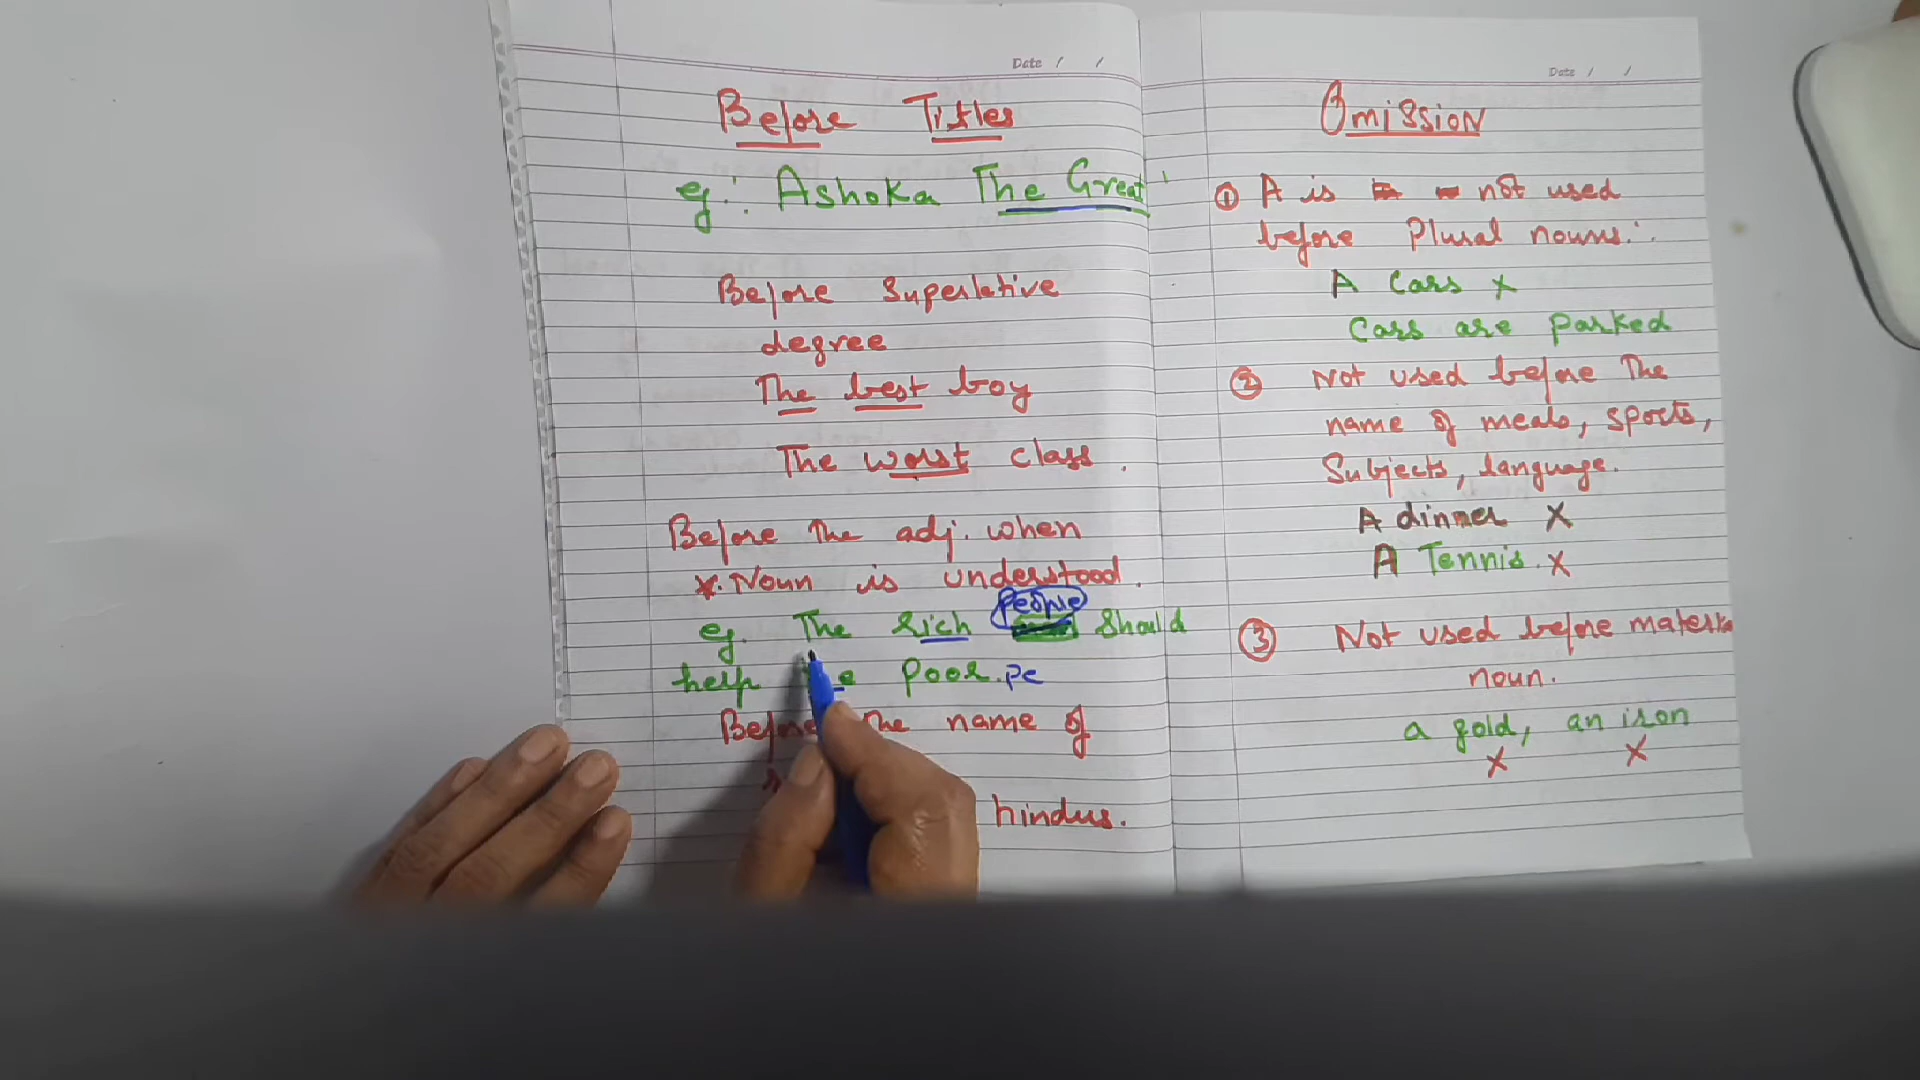 Date / /
Before Titles
eg: Ashoka The Great
Before Superlative
degree
The best boy
The worst class.
Before the adj. when
Noun is understood.
people
eg. The Rich Should
help poor. pe
Before the name of
hindus.
Date / /
Omission
① A is not used
before Plural nouns:
A Cars x
Cars are parked
② Not used before the
name of meals, sports,
Subjects, language.
A dinner X
A Tennis. X
③ Not used before
noun.
a gold, an iron
X X